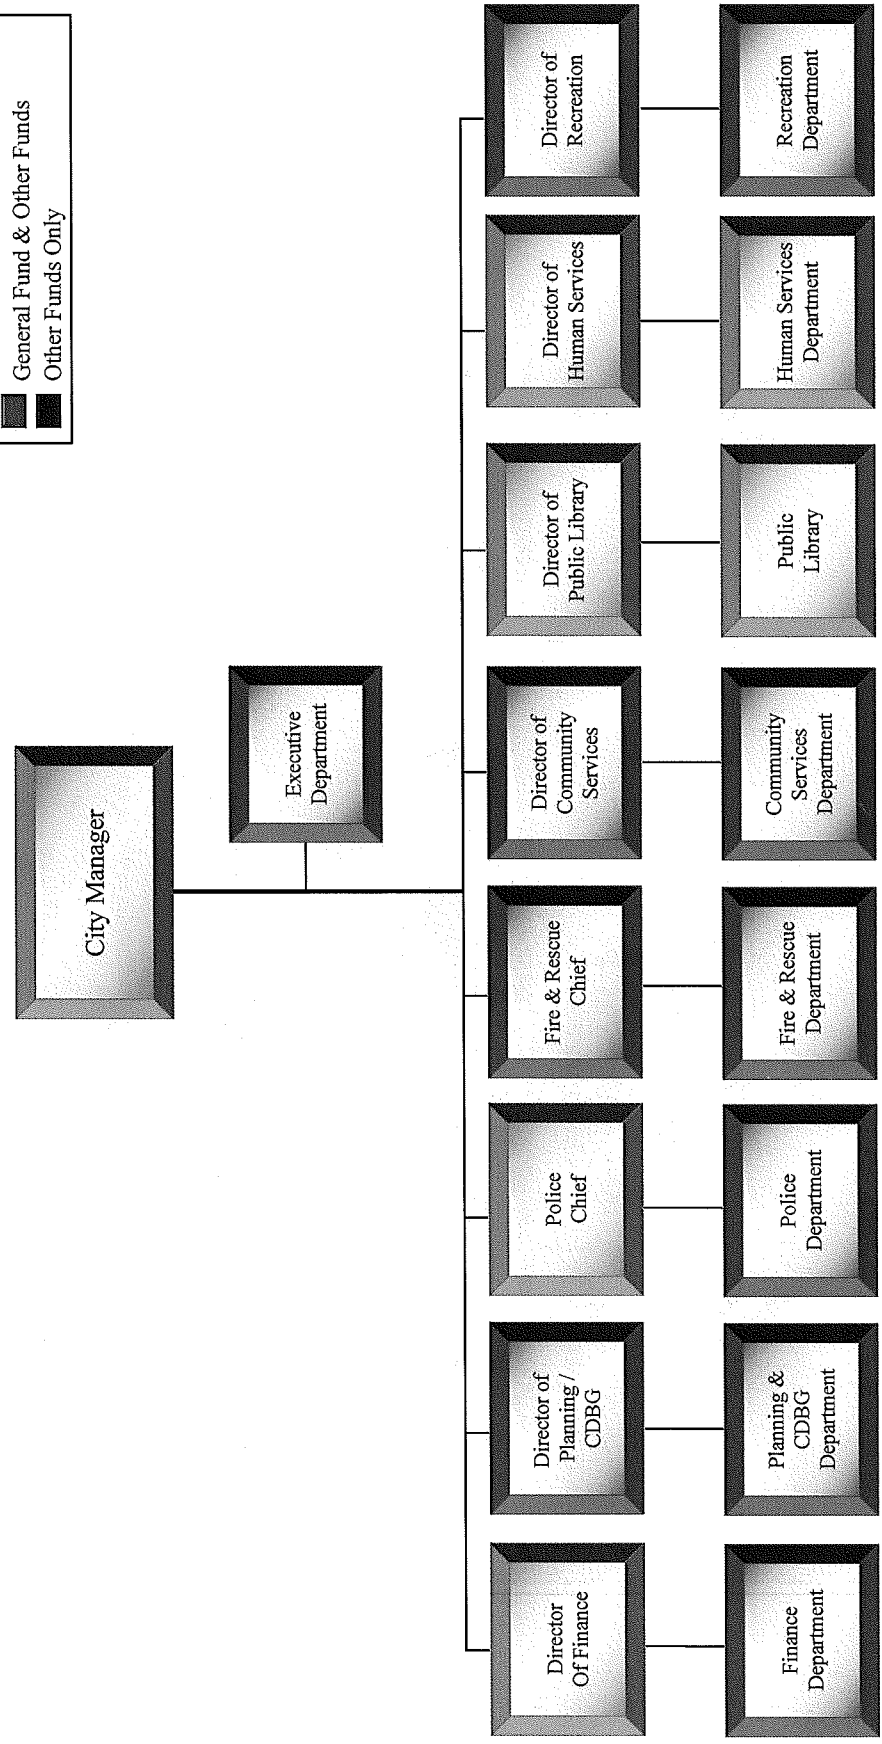 General Fund & Other Funds
Other Funds Only
City Manager
Executive
Department
Director
Of Finance
Director of
Planning /
CDBG
Police
Chief
Fire & Rescue
Chief
Director of
Community
Services
Director of
Public Library
Director of
Human Services
Director of
Recreation
Finance
Department
Planning &
CDBG
Department
Police
Department
Fire & Rescue
Department
Community
Services
Department
Public
Library
Human Services
Department
Recreation
Department